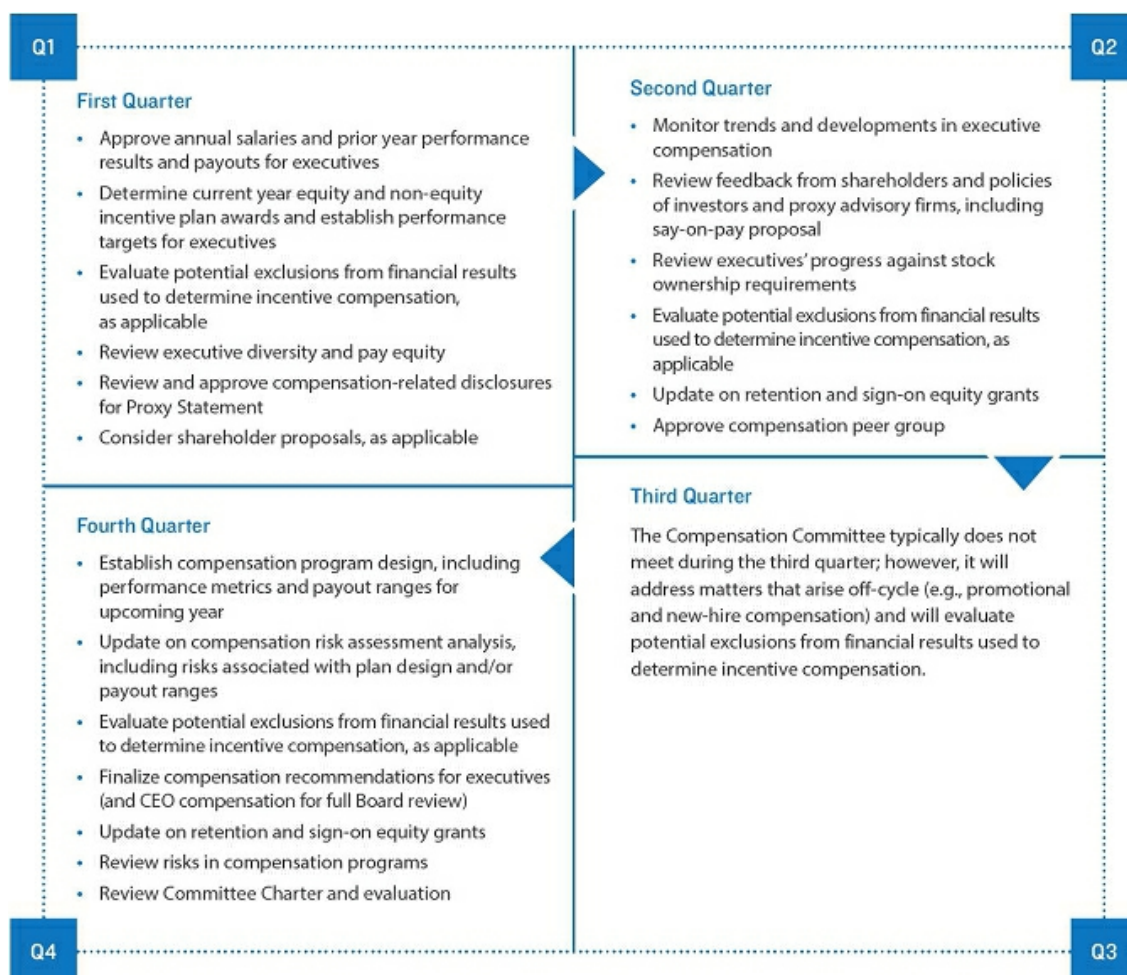 Q1
First Quarter
• Approve annual salaries and prior year performance
results and payouts for executives
• Determine current year equity and non-equity
incentive plan awards and establish performance
targets for executives
• Evaluate potential exclusions from financial results
used to determine incentive compensation,
as applicable
• Review executive diversity and pay equity
• Review and approve compensation-related disclosures
for Proxy Statement
• Consider shareholder proposals, as applicable
Q2
Second Quarter
• Monitor trends and developments in executive
compensation
• Review feedback from shareholders and policies
of investors and proxy advisory firms, including
say-on-pay proposal
• Review executives' progress against stock
ownership requirements
• Evaluate potential exclusions from financial results
used to determine incentive compensation, as
applicable
• Update on retention and sign-on equity grants
• Approve compensation peer group
Third Quarter
The Compensation Committee typically does not
meet during the third quarter; however, it will
address matters that arise off-cycle (e.g., promotional
and new-hire compensation) and will evaluate
potential exclusions from financial results used to
determine incentive compensation.
Q3
Fourth Quarter
• Establish compensation program design, including
performance metrics and payout ranges for
upcoming year
• Update on compensation risk assessment analysis,
including risks associated with plan design and/or
payout ranges
• Evaluate potential exclusions from financial results used
to determine incentive compensation, as applicable
• Finalize compensation recommendations for executives
(and CEO compensation for full Board review)
• Update on retention and sign-on equity grants
• Review risks in compensation programs
• Review Committee Charter and evaluation
Q4